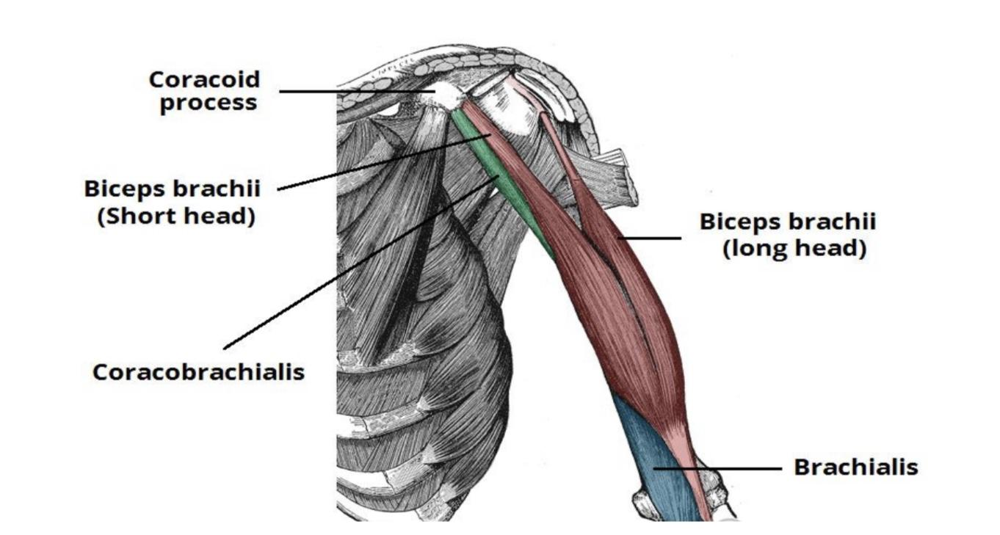 Coracoid
process
Biceps brachii
(Short head)
Biceps brachii
(long head)
Coracobrachialis
Brachialis